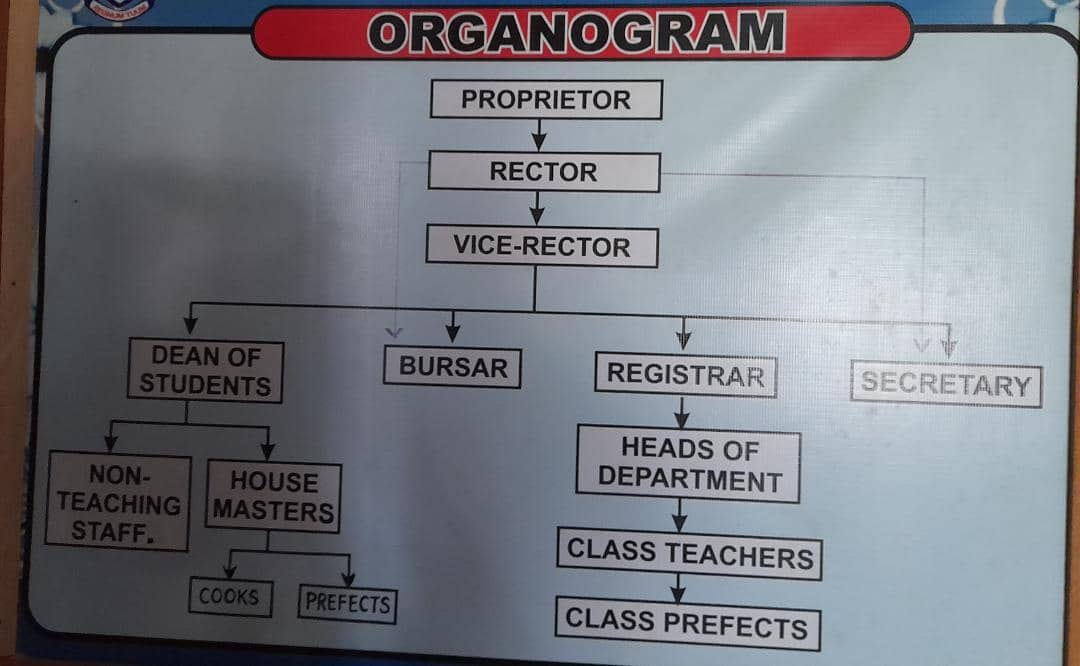 ORGANOGRAM
PROPRIETOR
RECTOR
VICE-RECTOR
DEAN OF
STUDENTS
BURSAR
REGISTRAR
SECRETARY
NON-
TEACHING
STAFF.
HOUSE
MASTERS
HEADS OF
DEPARTMENT
CLASS TEACHERS
COOKS
PREFECTS
CLASS PREFECTS